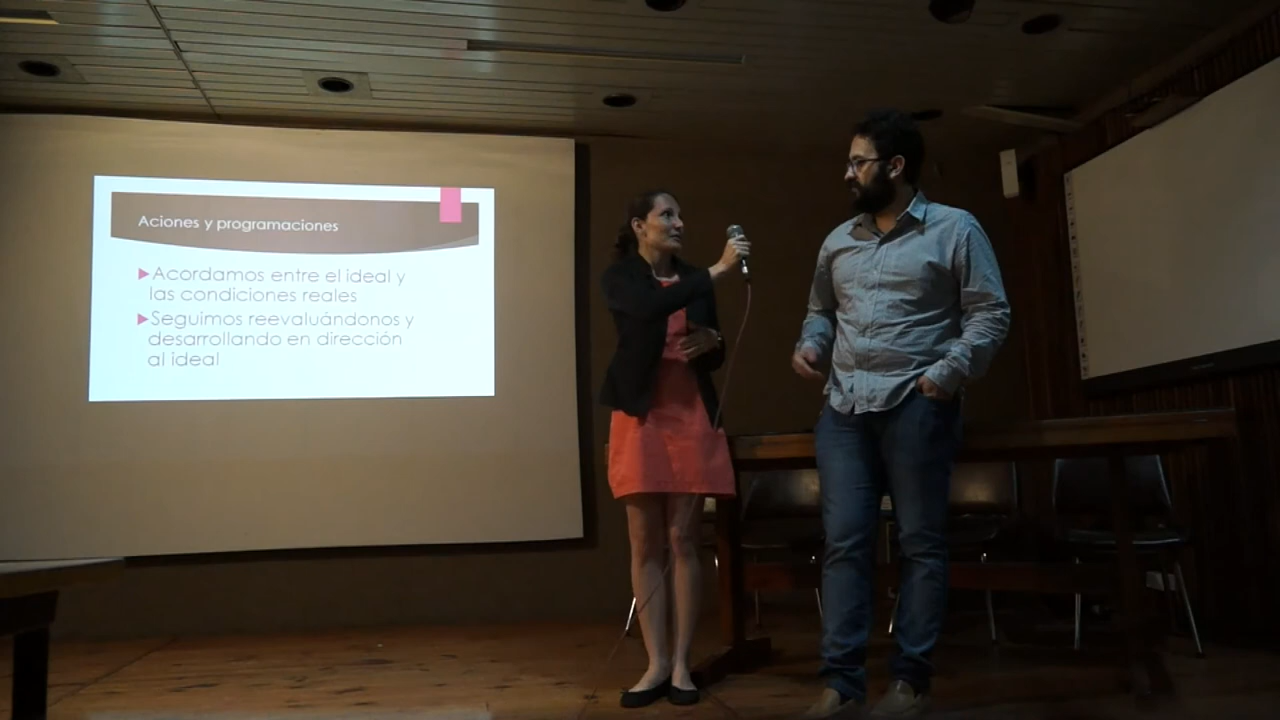 Aciones y programaciones
▶Acordamos entre el ideal y
las condiciones reales
▶Seguimos reevaluándonos y
desarrollando en dirección
al ideal